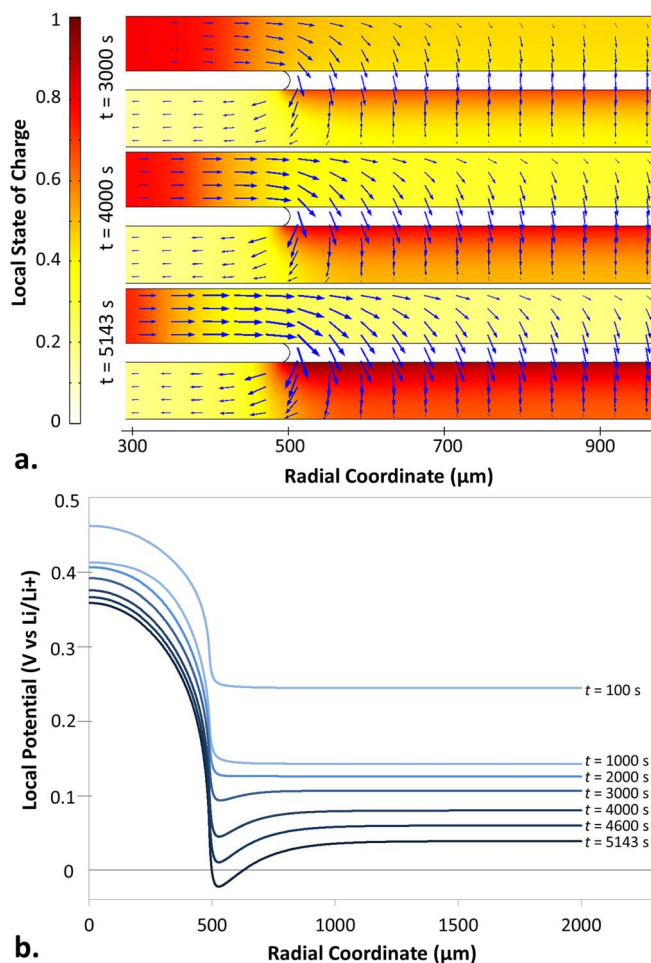 1
0.8
0.6
0.4
0.2
0
Local State of Charge
t = 3000 s
t = 4000 s
t = 5143 s
300 500 700 900
Radial Coordinate (µm)
a.
0.5
0.4
0.3
0.2
0.1
0
Local Potential (V vs Li/Li+)
t = 100 s
t = 1000 s
t = 2000 s
t = 3000 s
t = 4000 s
t = 4600 s
t = 5143 s
0 500 1000 1500 2000
Radial Coordinate (µm)
b.